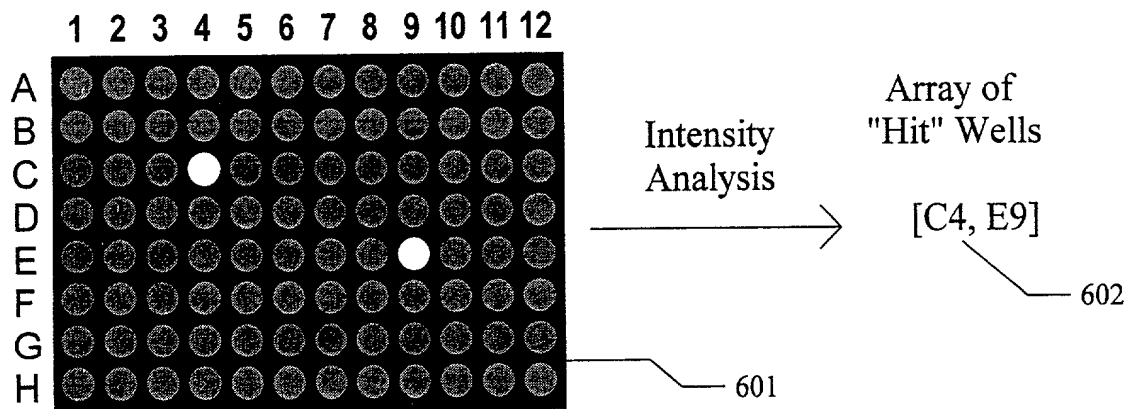 1 2 3 4 5 6 7 8 9 10 11 12
A
B
C
D
E
F
G
H
Intensity
Analysis
Array of
"Hit" Wells
[C4, E9]
602
601